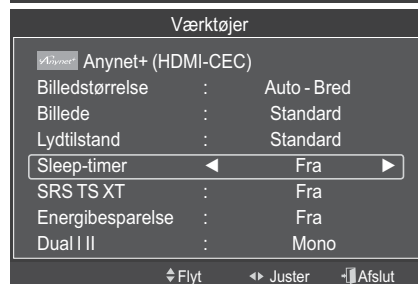 Værktøjer
Anynet+ Anynet+ (HDMI-CEC)
Billedstørrelse : Auto - Bred
Billede : Standard
Lydtilstand : Standard
Sleep-timer ◄ Fra ►
SRS TS XT : Fra
Energibesparelse : Fra
Dual I II : Mono
Flyt Juster Afslut